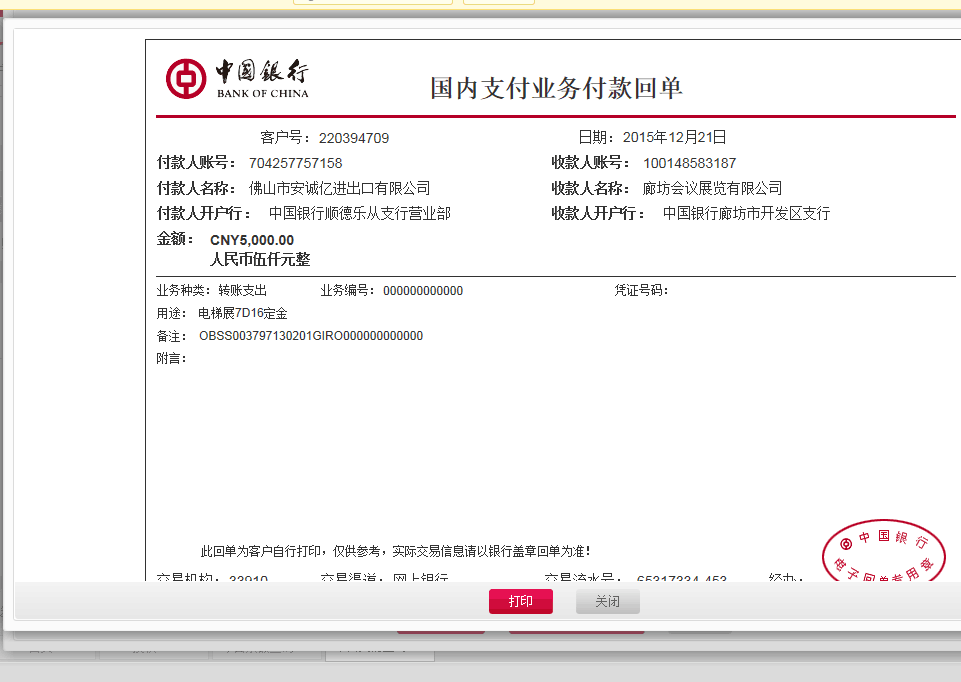 中国银行
BANK OF CHINA
国内支付业务付款回单
客户号： 220394709 日期： 2015年12月21日
付款人账号： 704257757158 收款人账号： 100148583187
付款人名称： 佛山市安诚亿进出口有限公司 收款人名称： 廊坊会议展览有限公司
付款人开户行： 中国银行顺德乐从支行营业部 收款人开户行： 中国银行廊坊市开发区支行
金额： CNY5,000.00
人民币伍仟元整
业务种类： 转账支出 业务编号： 000000000000 凭证号码：
用途： 电梯展7D16定金
备注： OBSS003797130201GIRO000000000000
附言：
此回单为客户自行打印，仅供参考，实际交易信息请以银行盖章回单为准！
中国银行
电子回单专用章
交易机构： 33910 交易渠道： 网上银行 交易流水号： 65317334-453 经办：
打印 关闭